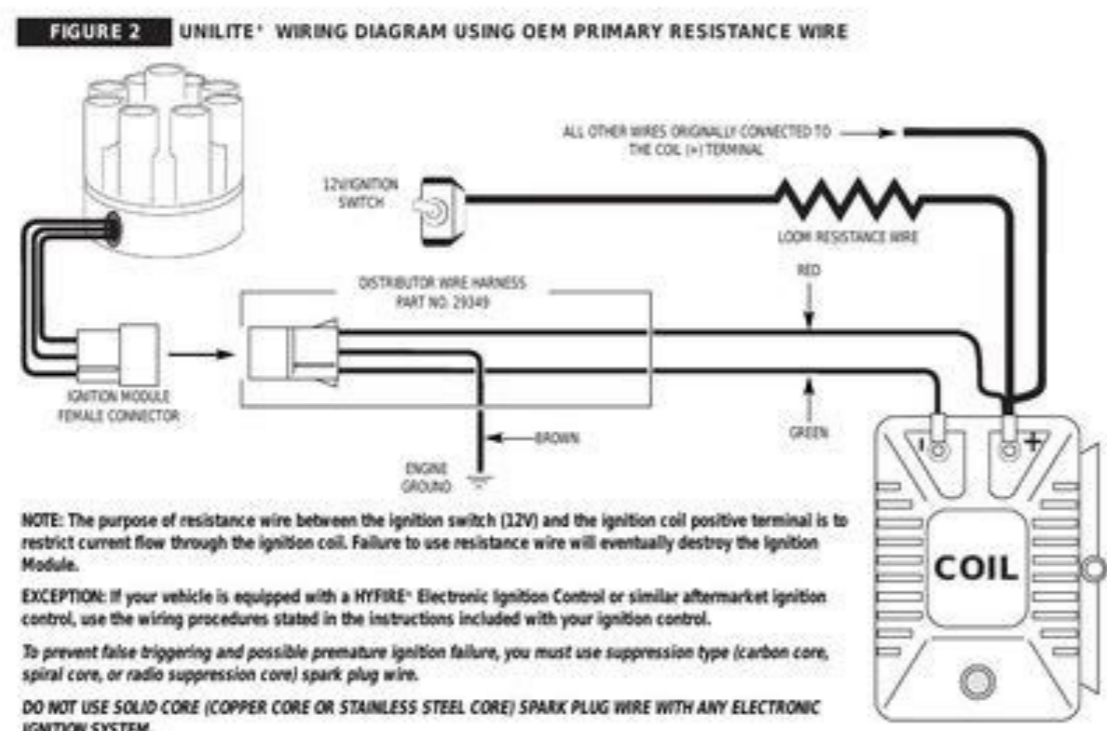 FIGURE 2 UNILITE® WIRING DIAGRAM USING OEM PRIMARY RESISTANCE WIRE
ALL OTHER WIRES ORIGINALLY CONNECTED TO
THE COIL (+) TERMINAL
12V/IGNITION
SWITCH
LOOM RESISTANCE WIRE
RED
DISTRIBUTOR WIRE HARNESS
PART NO. 29349
IGNITION MODULE
FEMALE CONNECTOR
GREEN
BROWN
ENGINE
GROUND
- +
COIL
NOTE: The purpose of resistance wire between the ignition switch (12V) and the ignition coil positive terminal is to
restrict current flow through the ignition coil. Failure to use resistance wire will eventually destroy the Ignition
Module.
EXCEPTION: If your vehicle is equipped with a HYFIRE® Electronic Ignition Control or similar aftermarket ignition
control, use the wiring procedures stated in the instructions included with your ignition control.
To prevent false triggering and possible premature ignition failure, you must use suppression type (carbon core,
spiral core, or radio suppression core) spark plug wire.
DO NOT USE SOLID CORE (COPPER CORE OR STAINLESS STEEL CORE) SPARK PLUG WIRE WITH ANY ELECTRONIC
IGNITION SYSTEM.